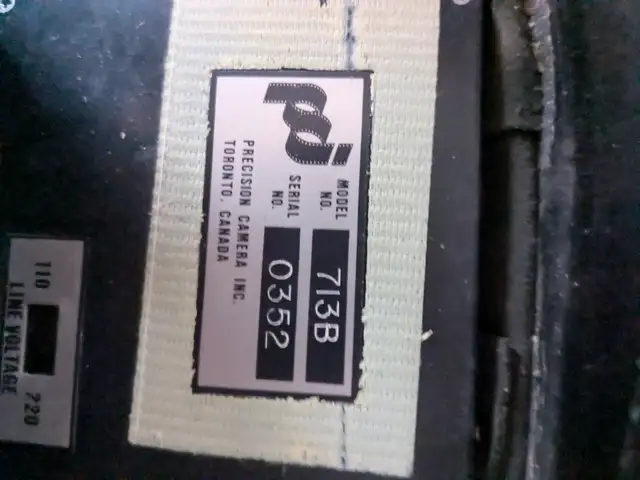 pci
MODEL NO. 713B
SERIAL NO. 0352
PRECISION CAMERA INC.
TORONTO, CANADA
110 220
LINE VOLTAGE